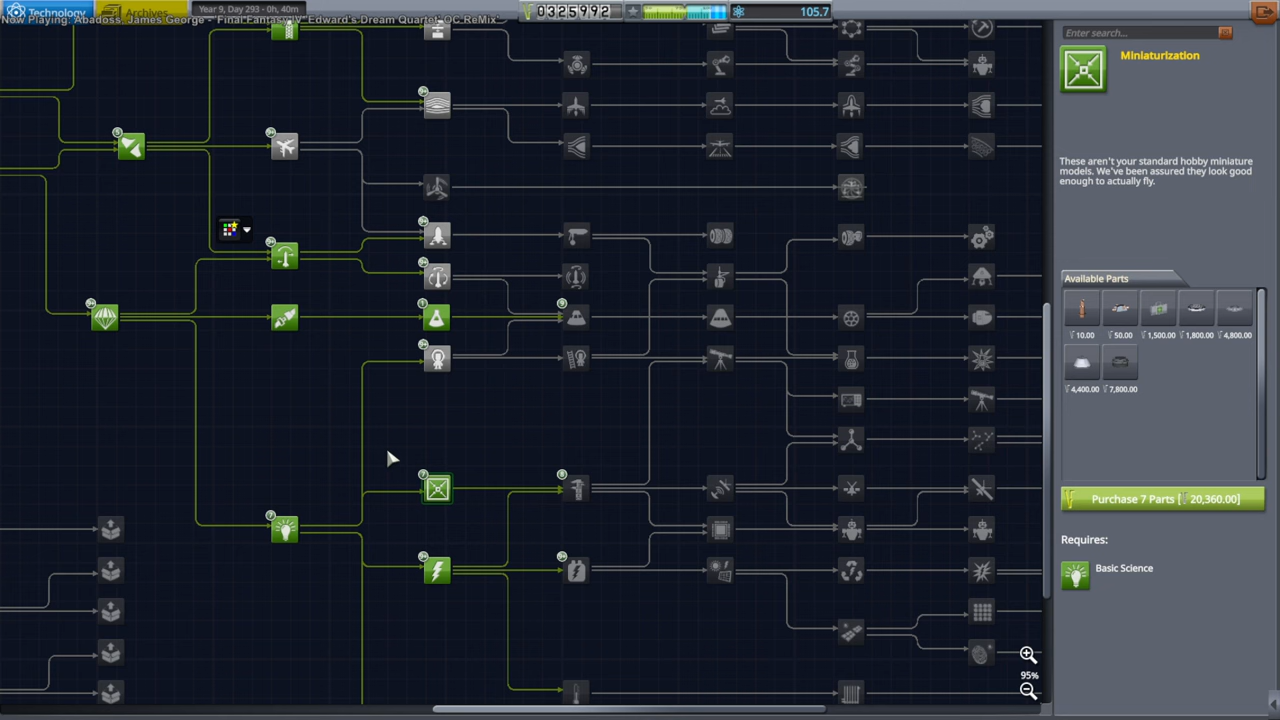 Technology
Archives
Year 9, Day 293 - 0h, 40m
Now Playing: Abadoss, James George - 'Final Fantasy IV 'Edward's Dream Quartet' OC ReMix'
0325992
105.7
Enter search...
Miniaturization
These aren't your standard hobby miniature
models. We've been assured they look good
enough to actually fly.
Available Parts
10.00
50.00
1,500.00
1,800.00
4,800.00
4,400.00
7,800.00
Purchase 7 Parts [ 20,360.00]
Requires:
Basic Science
95%